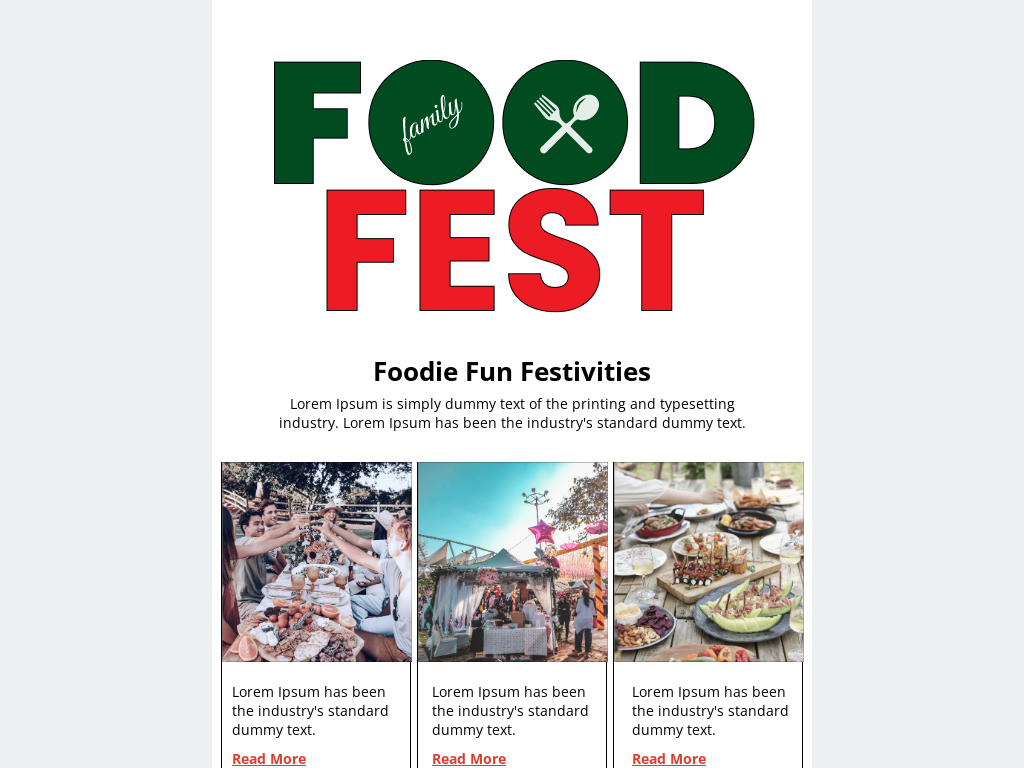 FOOD
family
FEST
Foodie Fun Festivities
Lorem Ipsum is simply dummy text of the printing and typesetting
industry. Lorem Ipsum has been the industry's standard dummy text.
Lorem Ipsum has been
the industry's standard
dummy text.
Read More
Lorem Ipsum has been
the industry's standard
dummy text.
Read More
Lorem Ipsum has been
the industry's standard
dummy text.
Read More